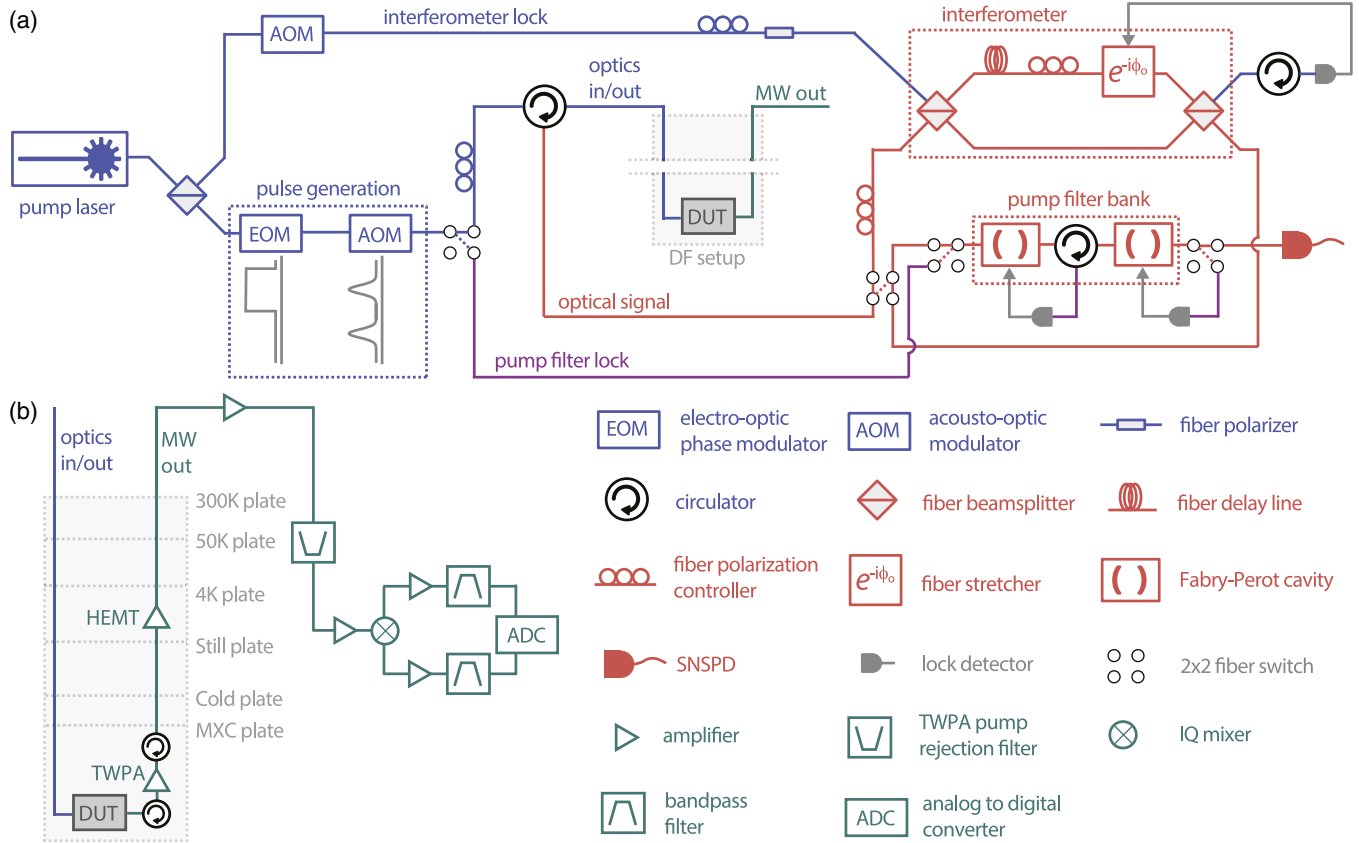 (a)
AOM
interferometer lock
interferometer
optics
in/out
MW out
e^{-iϕ_o}
pump laser
pulse generation
EOM
AOM
DUT
DF setup
pump filter bank
( )
( )
optical signal
pump filter lock
(b)
optics
in/out
MW
out
300K plate
50K plate
4K plate
HEMT
Still plate
Cold plate
MXC plate
TWPA
DUT
ADC
EOM
electro-optic
phase modulator
AOM
acousto-optic
modulator
fiber polarizer
circulator
fiber beamsplitter
fiber delay line
fiber polarization
controller
e^{-iϕ_o}
fiber stretcher
( )
Fabry-Perot cavity
SNSPD
lock detector
2x2 fiber switch
amplifier
TWPA pump
rejection filter
IQ mixer
bandpass
filter
ADC
analog to digital
converter